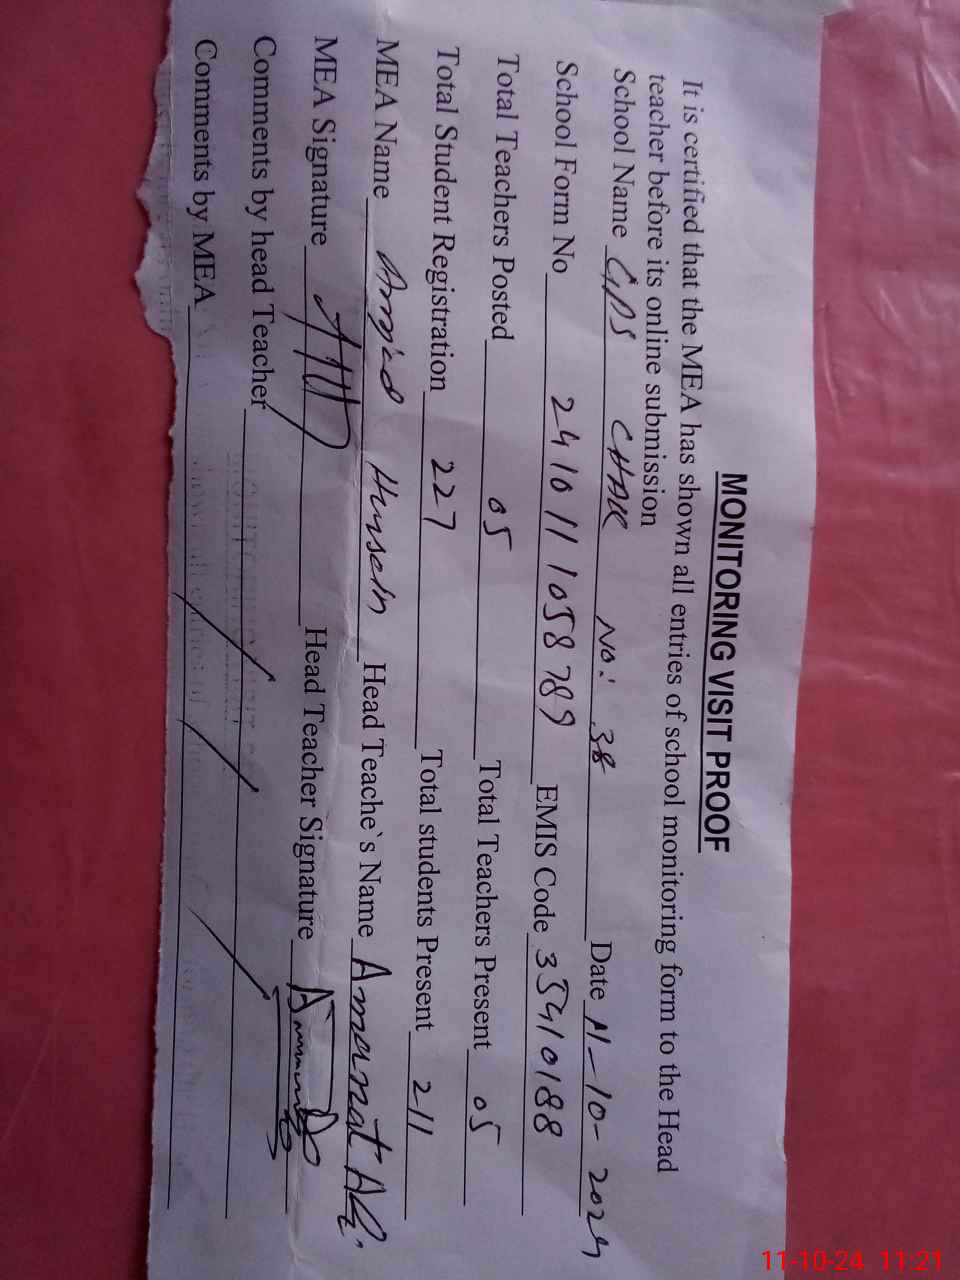 MONITORING VISIT PROOF
It is certified that the MEA has shown all entries of school monitoring form to the Head
teacher before its online submission
School Name GPS CHAK No: 38 Date 11-10-2024
School Form No 2410111058789 EMIS Code 33410188
Total Teachers Posted 05 Total Teachers Present 05
Total Student Registration 227 Total students Present 211
MEA Name Amjad Husein Head Teache`s Name Amanat Ali
MEA Signature Head Teacher Signature
Comments by head Teacher
Comments by MEA
11-10-24 11:21